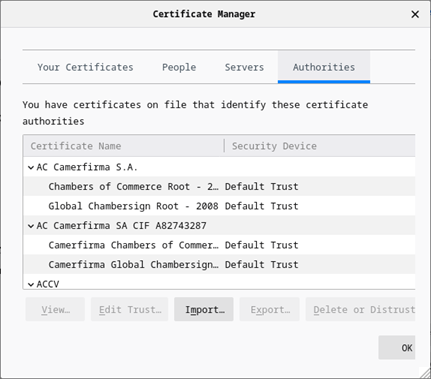 Certificate Manager
Your Certificates People Servers Authorities
You have certificates on file that identify these certificate
authorities
Certificate Name Security Device
AC Camerfirma S.A.
Chambers of Commerce Root - 2… Default Trust
Global Chambersign Root - 2008 Default Trust
AC Camerfirma SA CIF A82743287
Camerfirma Chambers of Commer… Default Trust
Camerfirma Global Chambersign… Default Trust
ACCV
View… Edit Trust… Import… Export… Delete or Distrust
OK